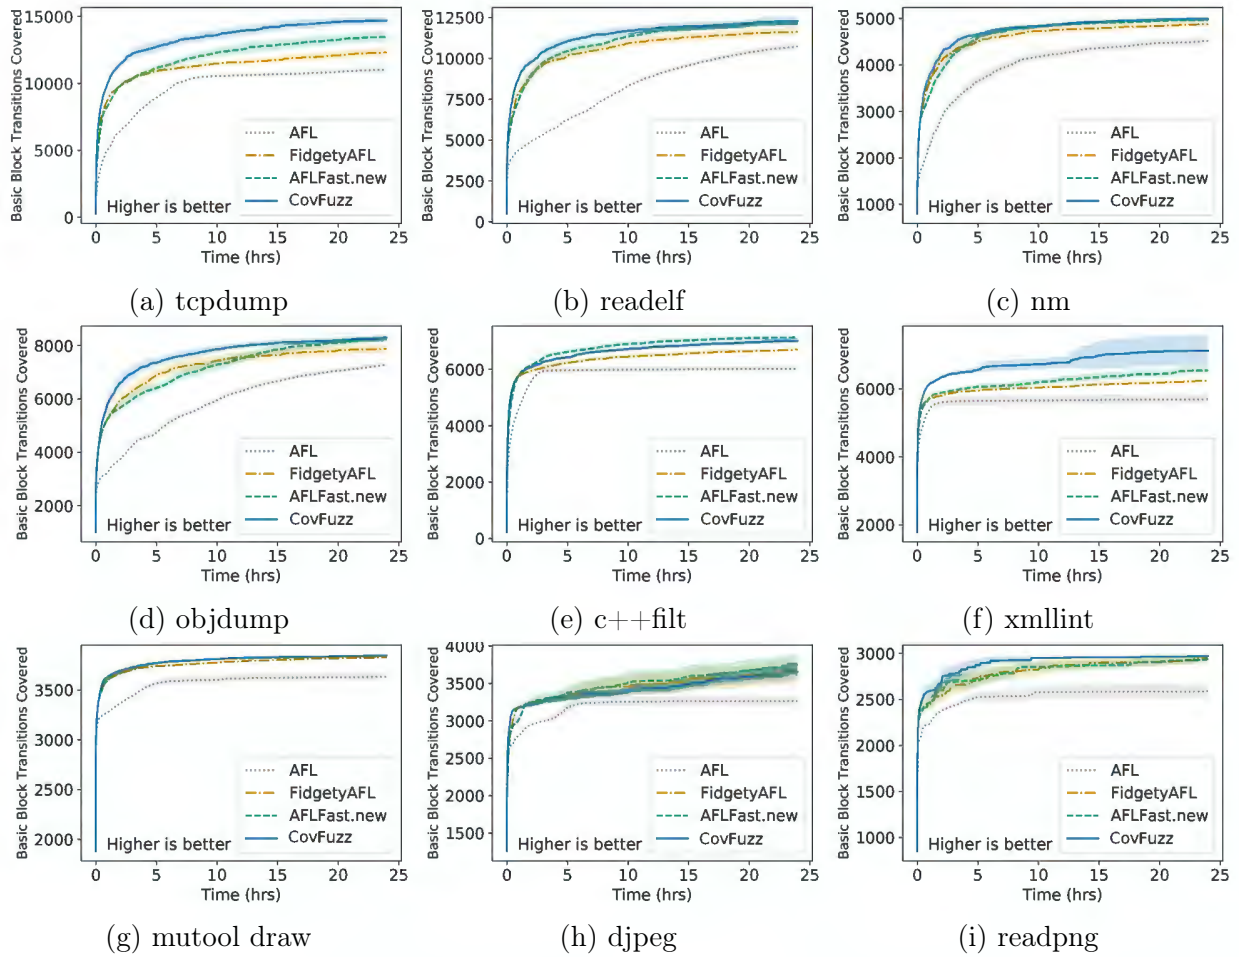 Basic Block Transitions Covered
15000
10000
5000
0
AFL
FidgetyAFL
AFLFast.new
CovFuzz
Higher is better
0 5 10 15 20 25
Time (hrs)
(a) tcpdump
Basic Block Transitions Covered
12500
10000
7500
5000
2500
0
AFL
FidgetyAFL
AFLFast.new
CovFuzz
Higher is better
0 5 10 15 20 25
Time (hrs)
(b) readelf
Basic Block Transitions Covered
5000
4000
3000
2000
1000
AFL
FidgetyAFL
AFLFast.new
CovFuzz
Higher is better
0 5 10 15 20 25
Time (hrs)
(c) nm
Basic Block Transitions Covered
8000
6000
4000
2000
AFL
FidgetyAFL
AFLFast.new
CovFuzz
Higher is better
0 5 10 15 20 25
Time (hrs)
(d) objdump
Basic Block Transitions Covered
6000
4000
2000
0
AFL
FidgetyAFL
AFLFast.new
CovFuzz
Higher is better
0 5 10 15 20 25
Time (hrs)
(e) c++filt
Basic Block Transitions Covered
6000
4000
2000
AFL
FidgetyAFL
AFLFast.new
CovFuzz
Higher is better
0 5 10 15 20 25
Time (hrs)
(f) xmllint
Basic Block Transitions Covered
3500
3000
2500
2000
AFL
FidgetyAFL
AFLFast.new
CovFuzz
Higher is better
0 5 10 15 20 25
Time (hrs)
(g) mutool draw
Basic Block Transitions Covered
4000
3500
3000
2500
2000
1500
AFL
FidgetyAFL
AFLFast.new
CovFuzz
Higher is better
0 5 10 15 20 25
Time (hrs)
(h) djpeg
Basic Block Transitions Covered
3000
2500
2000
1500
1000
AFL
FidgetyAFL
AFLFast.new
CovFuzz
Higher is better
0 5 10 15 20 25
Time (hrs)
(i) readpng